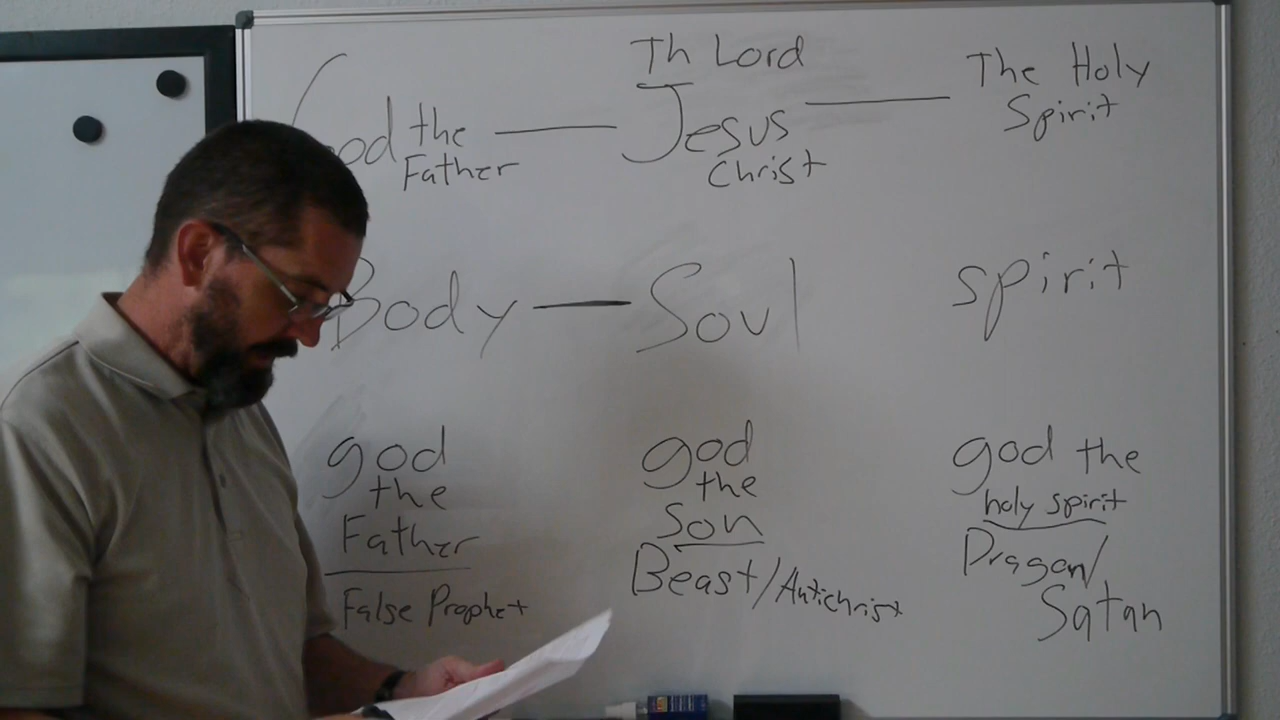 God the Father — Th Lord Jesus Christ — The Holy Spirit
Body — Soul spirit
god the Father god the Son god the holy spirit
False Prophet Beast/Antichrist Dragon/Satan